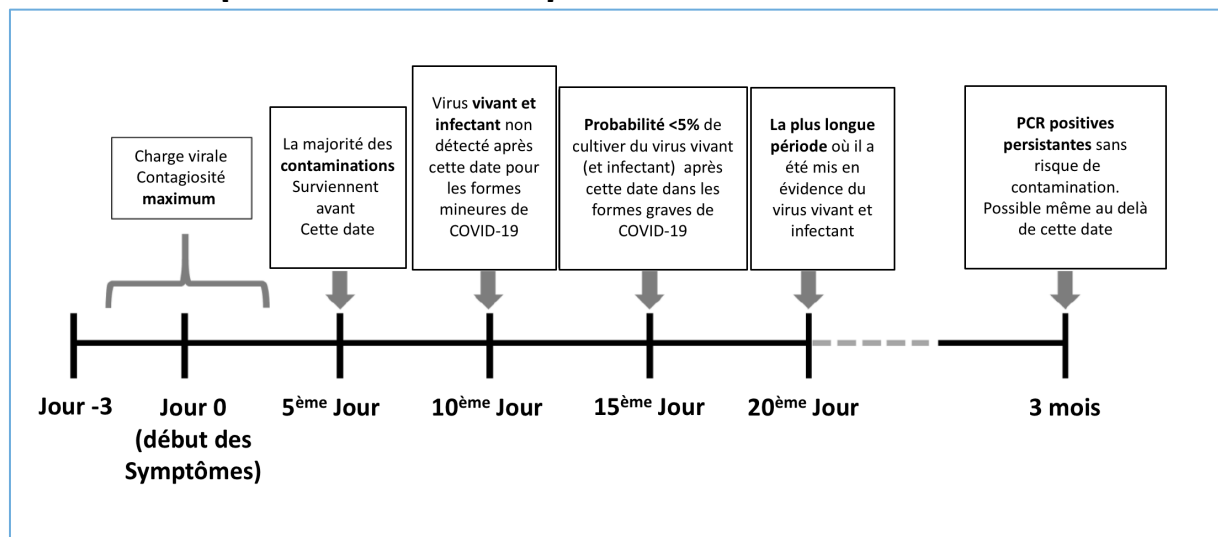 Charge virale
Contagiosité
maximum
La majorité des
contaminations
Surviennent
avant
Cette date
Virus vivant et
infectant non
détecté après
cette date pour
les formes
mineures de
COVID-19
Probabilité <5% de
cultiver du virus vivant
(et infectant) après
cette date dans les
formes graves de
COVID-19
La plus longue
période où il a
été mis en
évidence du
virus vivant et
infectant
PCR positives
persistantes sans
risque de
contamination.
Possible même au delà
de cette date
Jour -3
Jour 0
(début des
Symptômes)
5ème Jour
10ème Jour
15ème Jour
20ème Jour
3 mois